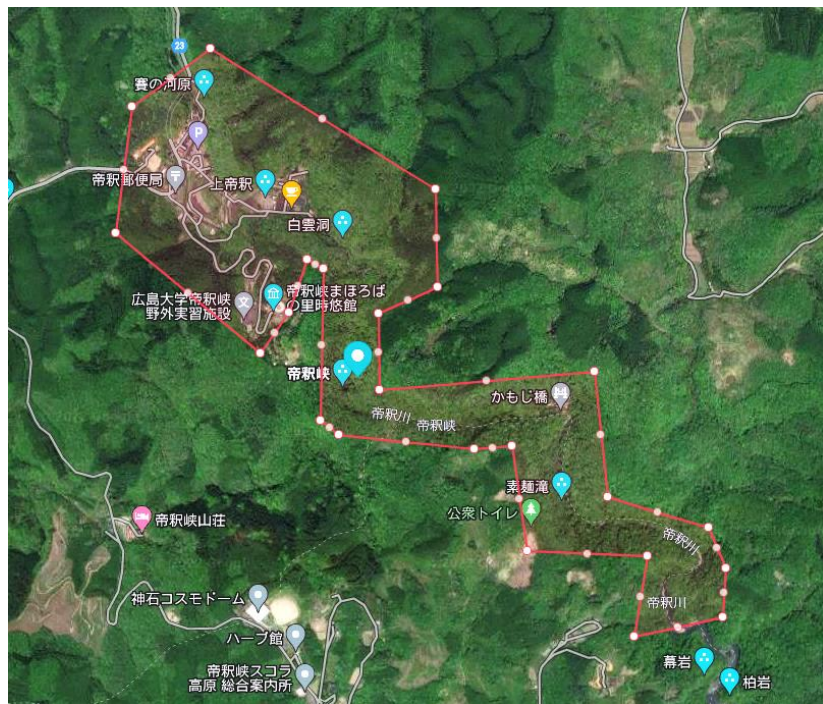 23
賽の河原
P
帝釈郵便局
上帝釈
白雲洞
広島大学帝釈峡
野外実習施設
帝釈峡まほろば
の里時悠館
文
帝釈峡
かもじ橋
帝釈川
帝釈峡
素麺滝
公衆トイレ
帝釈川
帝釈峡山荘
神石コスモドーム
帝釈川
ハーブ館
幕岩
帝釈峡スコラ
高原 総合案内所
柏岩